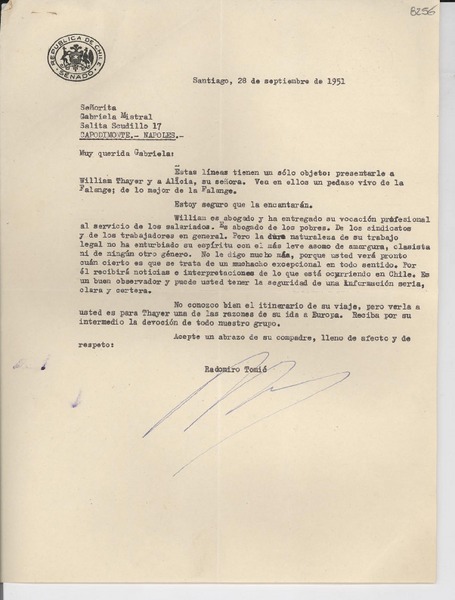 8256
REPUBLICA DE CHILE
SENADO
Santiago, 28 de septiembre de 1951
Señorita
Gabriela Mistral
Salita Scudillo 17
CAPODIMONTE.- NAPOLES.-
Muy querida Gabriela:
Estas líneas tienen un sólo objeto: presentarle a
William Thayer y a Alicia, su señora. Vea en ellos un pedazo vivo de la
Falange; de lo mejor de la Falange.
Estoy seguro que la encantarán.
William es abogado y ha entregado su vocación profesional
al servicio de los salariados. Es abogado de los pobres. De los sindicatos
y de los trabajadores en general. Pero la dura naturaleza de su trabajo
legal no ha enturbiado su espíritu con el más leve asomo de amargura, clasista
ni de ningún otro género. No le digo mucho más, porque usted verá pronto
cuán cierto es que se trata de un muchacho excepcional en todo sentido. Por
él recibirá noticias e interpretaciones de lo que está ocurriendo en Chile. Es
un buen observador y puede usted tener la seguridad de una información seria,
clara y certera.
No conozco bien el itinerario de su viaje, pero verla a
usted es para Thayer una de las razones de su ida a Europa. Reciba por su
intermedio la devoción de todo nuestro grupo.
Acepte un abrazo de su compadre, lleno de afecto y de
respeto:
Radomiro Tomić